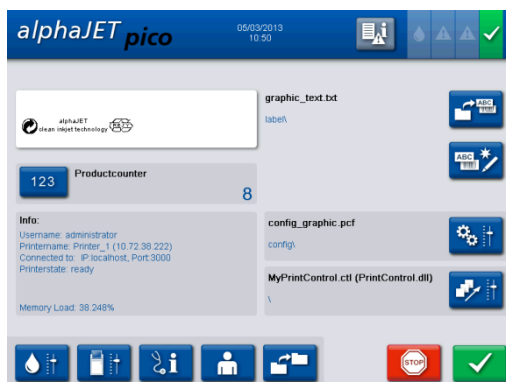 alphaJET pico
05/03/2013
10:50
graphic_text.txt
label\
alphaJET
clean inkjet technology
ABC
ABC
123
Productcounter
8
Info:
Username: administrator
Printername: Printer_1 (10.72.38.222)
Connected to: IP:localhost, Port:3000
Printerstate: ready
Memory Load: 38.248%
config_graphic.pcf
config\
MyPrintControl.ctl (PrintControl.dll)
\
i
STOP